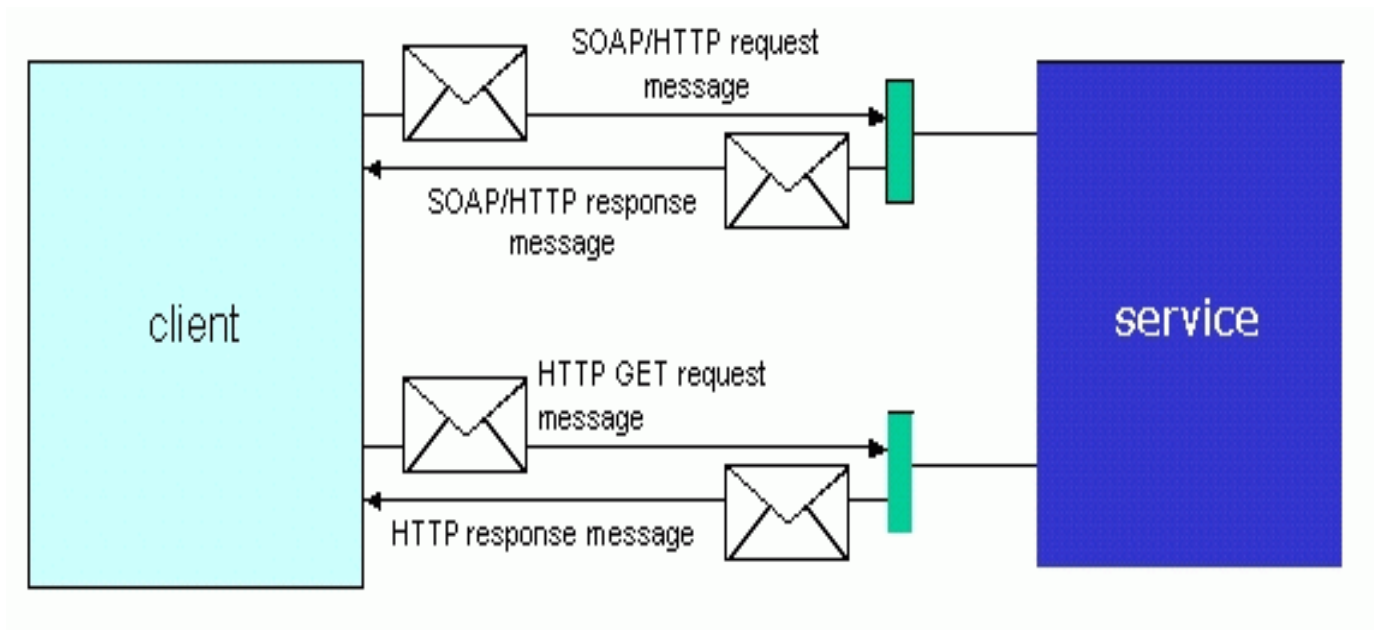 SOAP/HTTP request
message
SOAP/HTTP response
message
client
service
HTTP GET request
message
HTTP response message